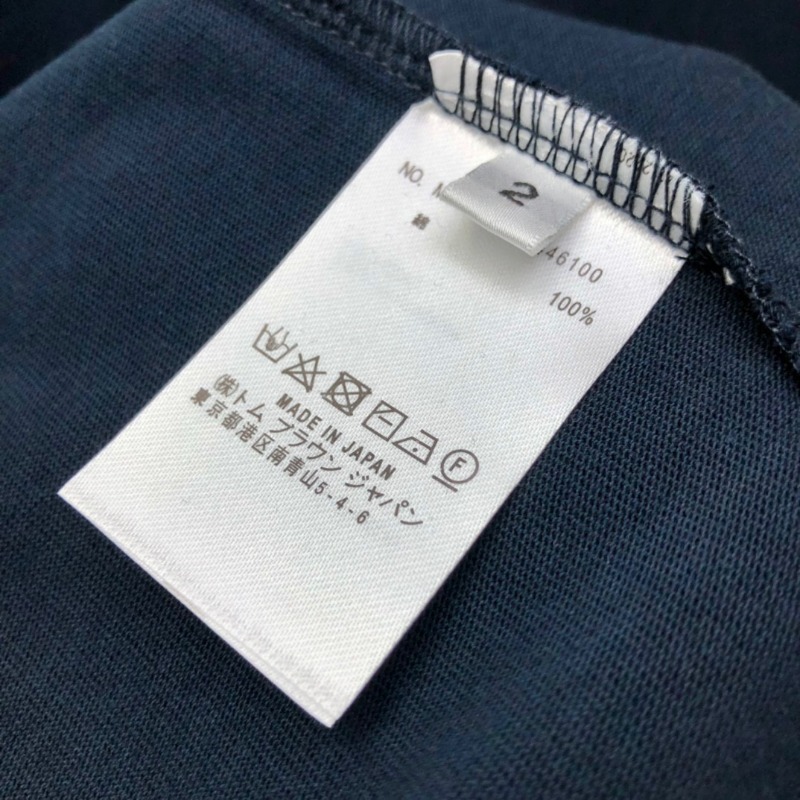 2
NO. M
46100
綿 100%
F
MADE IN JAPAN
(株)トム ブラウン ジャパン
東京都港区南青山5-4-6